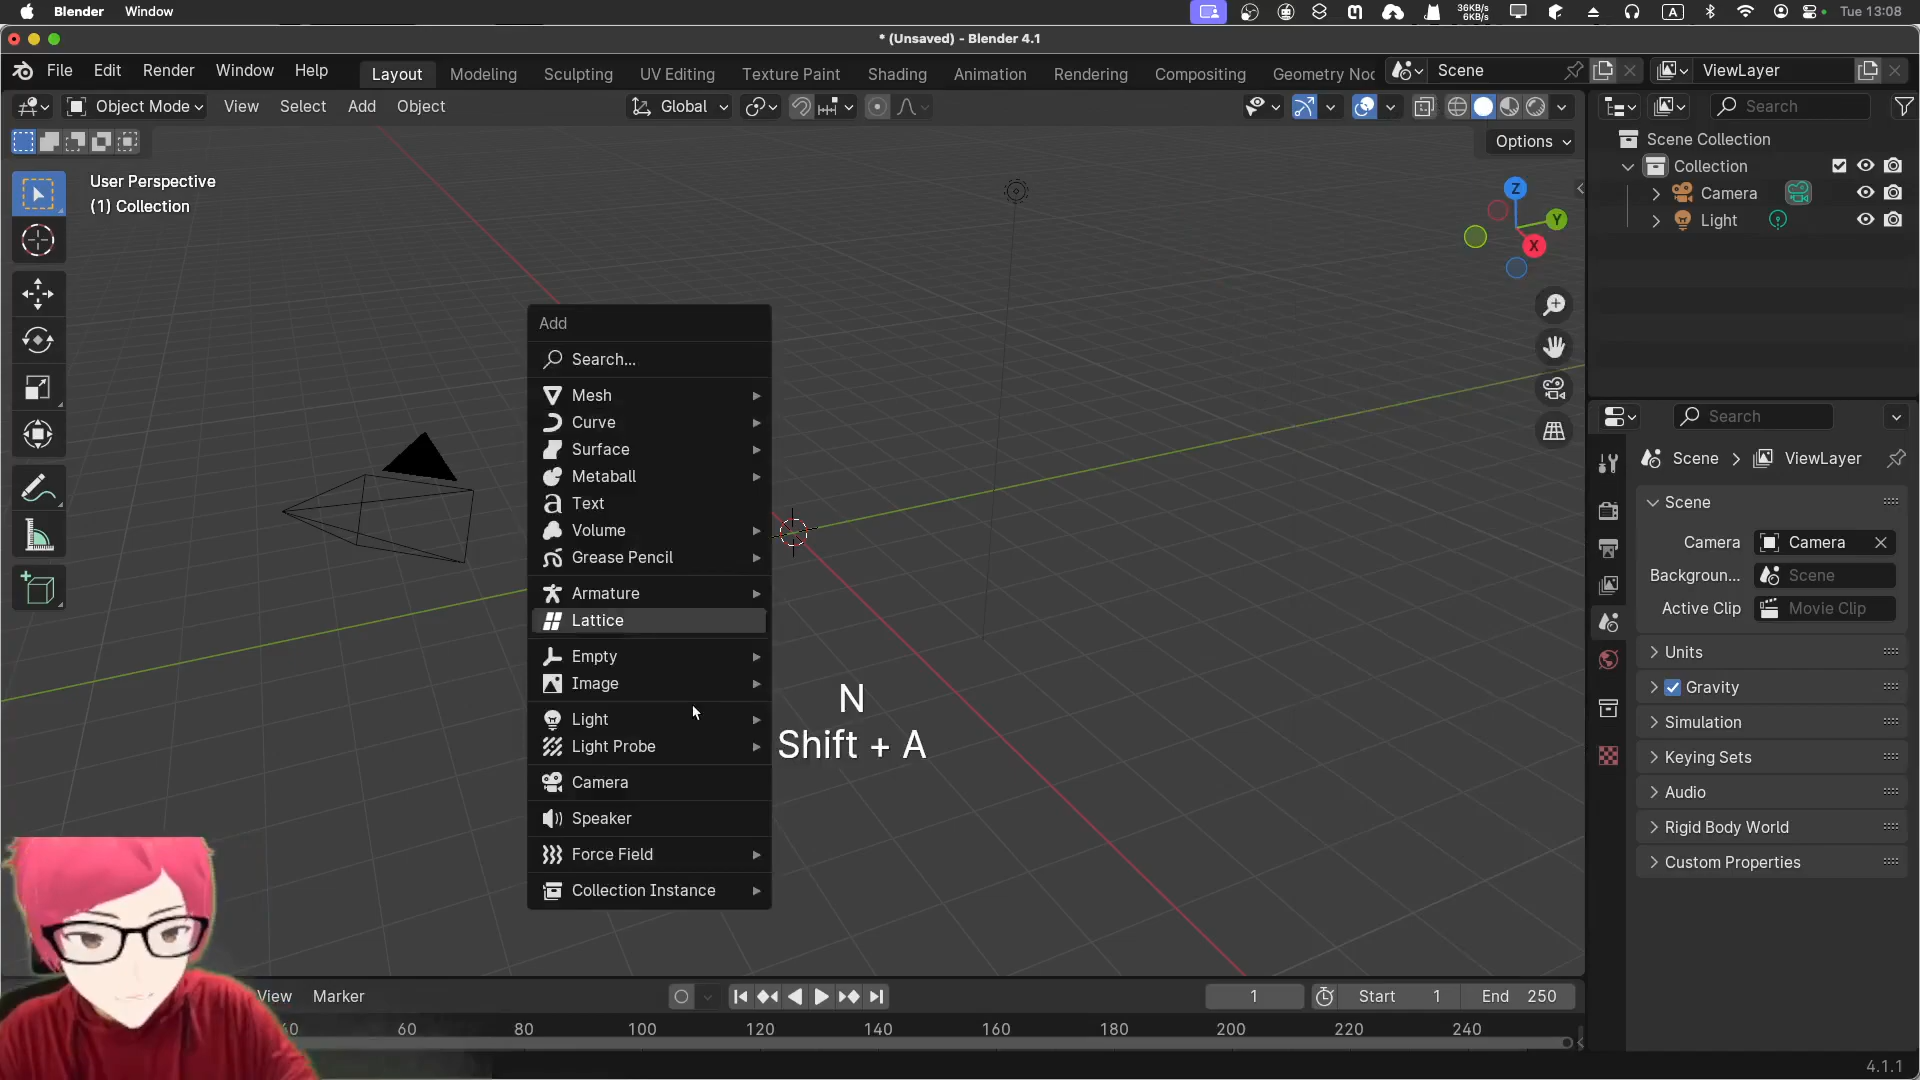 Blender Window
36KB/s
6KB/s
A
Tue 13:08
* (Unsaved) - Blender 4.1
File Edit Render Window Help
Layout Modeling Sculpting UV Editing Texture Paint Shading Animation Rendering Compositing Geometry Noc
Scene
ViewLayer
Object Mode View Select Add Object
Global
Search
Options
User Perspective
(1) Collection
Z
Y
X
Scene Collection
Collection
Camera
Light
Add
Search...
Mesh
Curve
Surface
Metaball
Text
Volume
Grease Pencil
Armature
Lattice
Empty
Image
Light
Light Probe
Camera
Speaker
Force Field
Collection Instance
N
Shift + A
Search
Scene ViewLayer
Scene
Camera Camera
Backgroun... Scene
Active Clip Movie Clip
Units
Gravity
Simulation
Keying Sets
Audio
Rigid Body World
Custom Properties
View Marker
1
Start 1
End 250
60 80 100 120 140 160 180 200 220 240
4.1.1